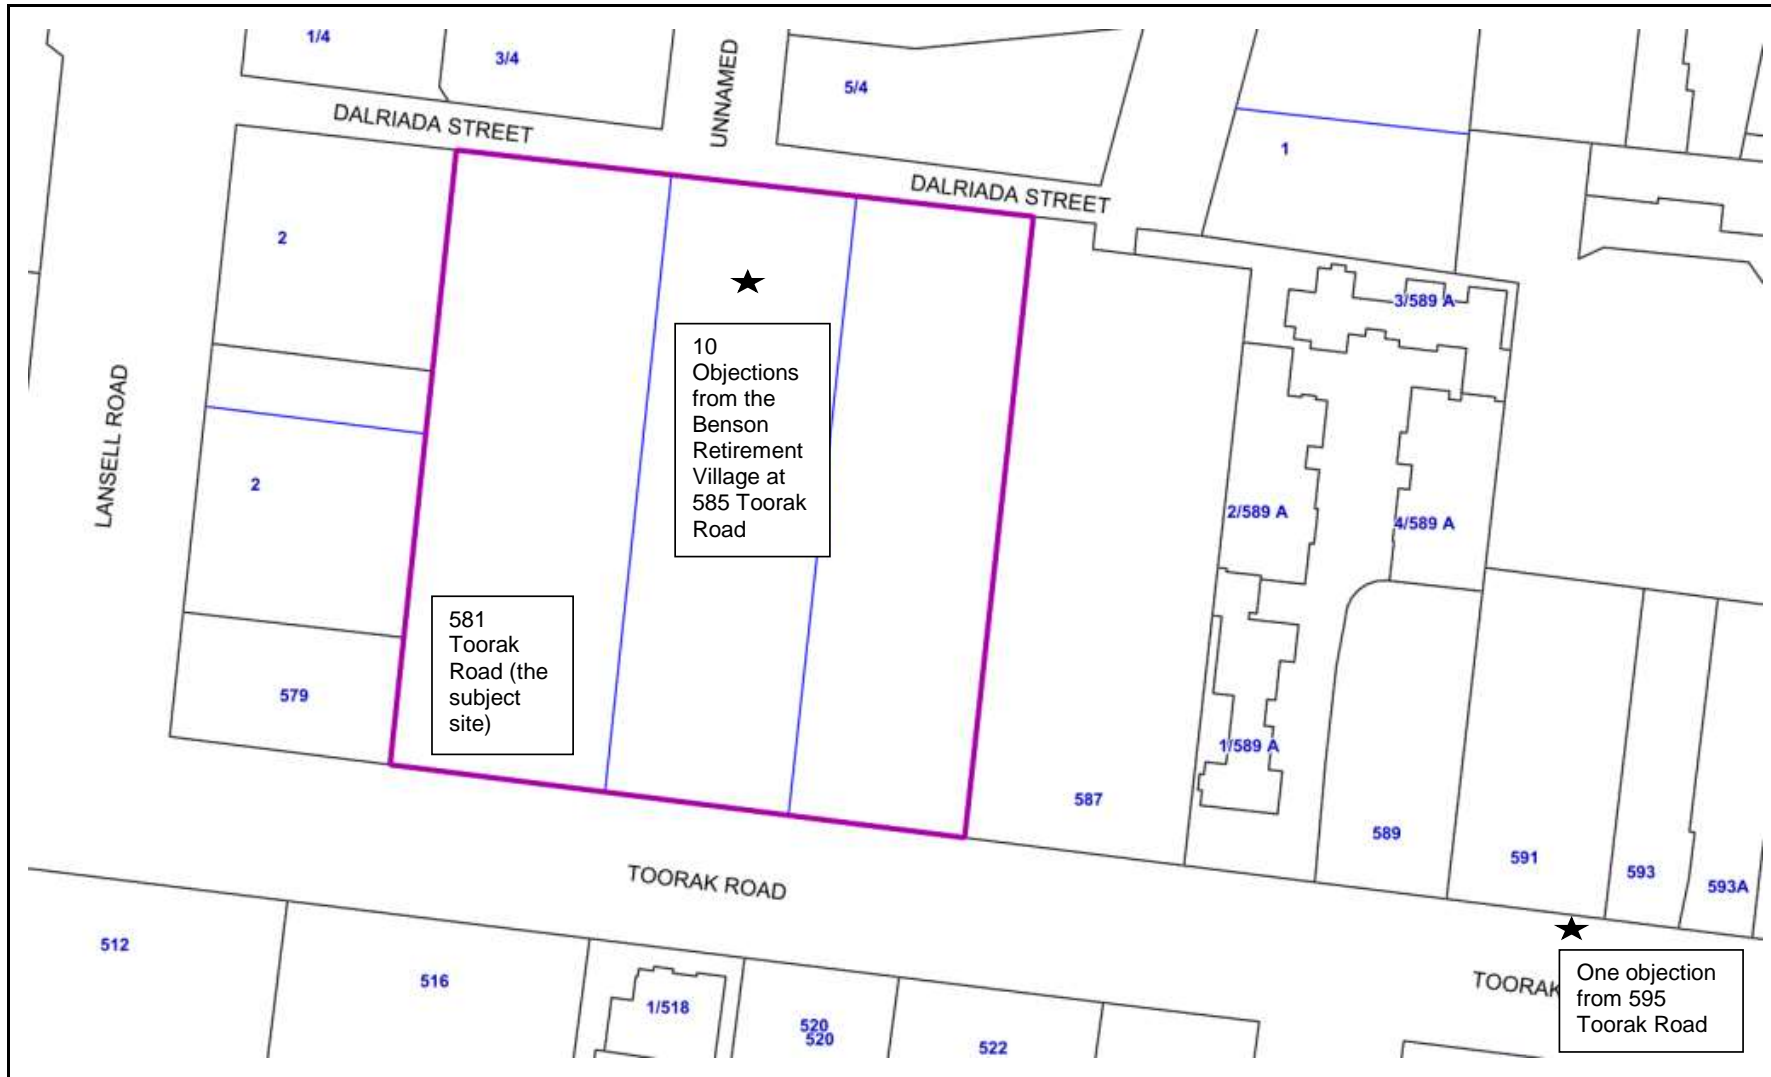 1/4
3/4
UNNAMED
5/4
DALRIADA STREET
1
DALRIADA STREET
2
3/589 A
10
Objections
from the
Benson
Retirement
Village at
585 Toorak
Road
LANSELL ROAD
2
2/589 A
4/589 A
581
Toorak
Road (the
subject
site)
579
1/589 A
587
589
591
593
593A
TOORAK ROAD
512
516
1/518
520
520
522
TOORAK
One objection
from 595
Toorak Road